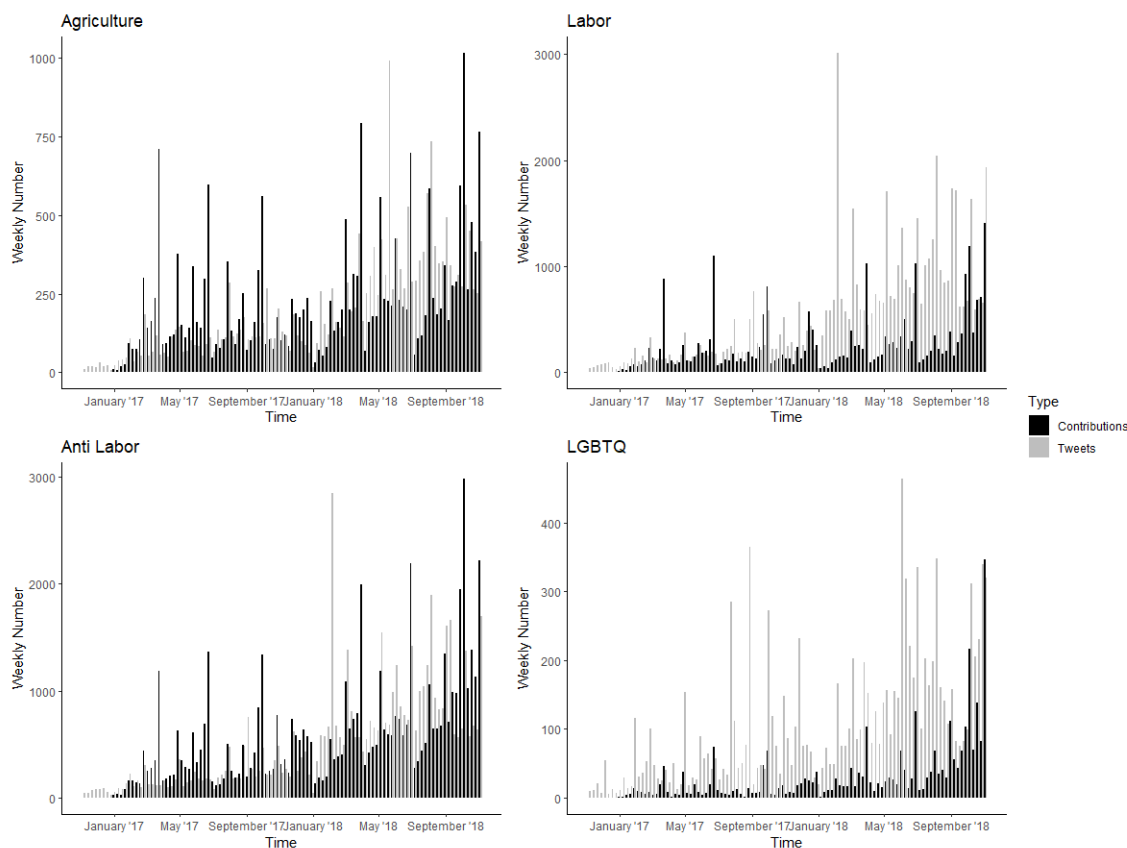 Agriculture
Weekly Number
1000
750
500
250
0
January '17
May '17
September '17
January '18
May '18
September '18
Time
Labor
Weekly Number
3000
2000
1000
0
January '17
May '17
September '17
January '18
May '18
September '18
Time
Type
Contributions
Tweets
Anti Labor
Weekly Number
3000
2000
1000
0
January '17
May '17
September '17
January '18
May '18
September '18
Time
LGBTQ
Weekly Number
400
300
200
100
0
January '17
May '17
September '17
January '18
May '18
September '18
Time